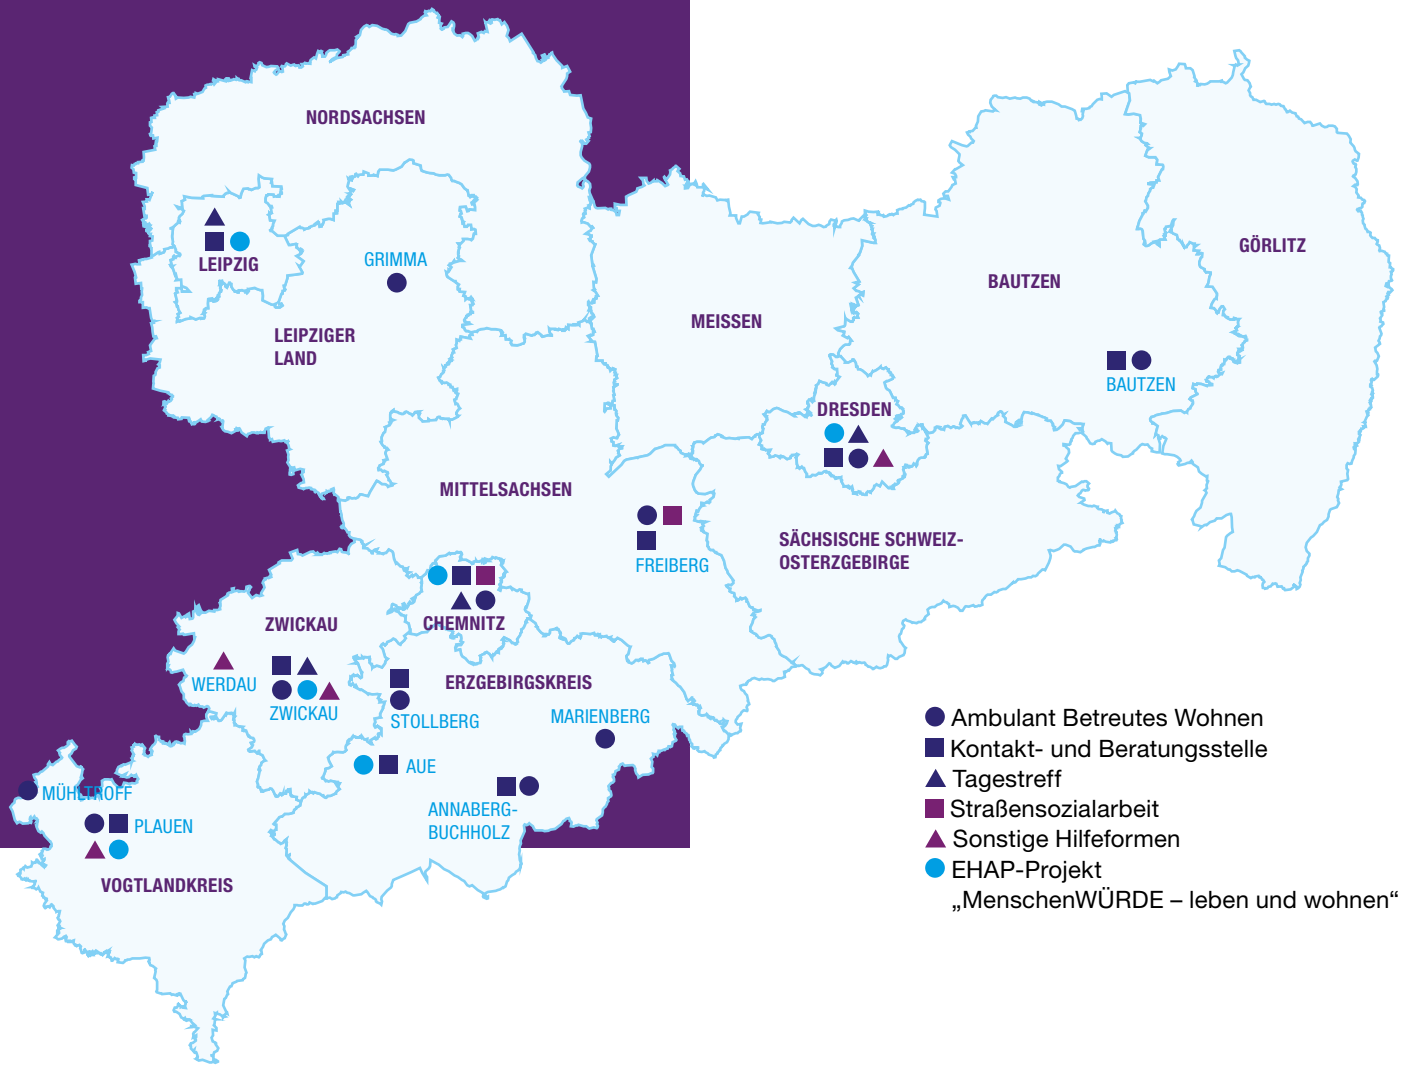 NORDSACHSEN
LEIPZIG
GRIMMA
LEIPZIGER
LAND
MEISSEN
BAUTZEN
GÖRLITZ
BAUTZEN
DRESDEN
MITTELSACHSEN
FREIBERG
SÄCHSISCHE SCHWEIZ-
OSTERZGEBIRGE
CHEMNITZ
ZWICKAU
WERDAU
ZWICKAU
ERZGEBIRGSKREIS
STOLLBERG
MARIENBERG
AUE
ANNABERG-
BUCHHOLZ
MÜHLTROFF
PLAUEN
VOGTLANDKREIS
Ambulant Betreutes Wohnen
Kontakt- und Beratungsstelle
Tagestreff
Straßensozialarbeit
Sonstige Hilfeformen
EHAP-Projekt
„MenschenWÜRDE – leben und wohnen“